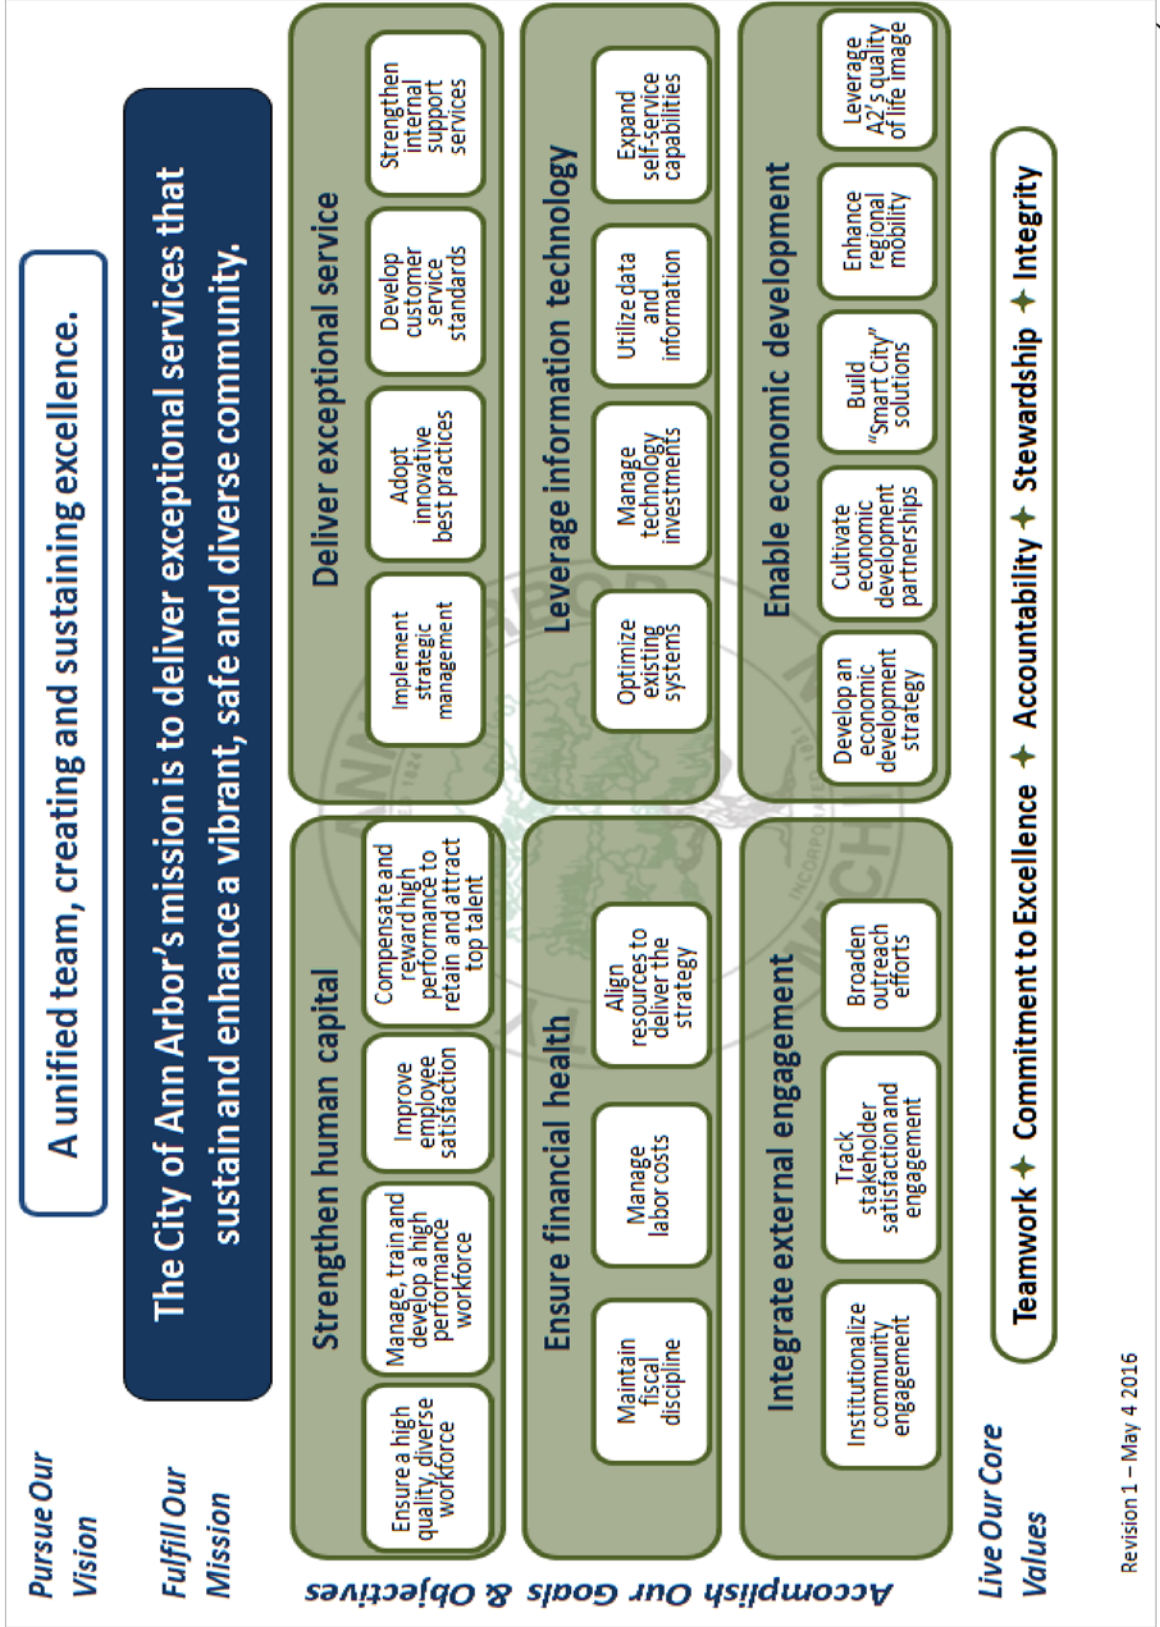 Pursue Our
Vision
A unified team, creating and sustaining excellence.
Fulfill Our
Mission
The City of Ann Arbor's mission is to deliver exceptional services that
sustain and enhance a vibrant, safe and diverse community.
Accomplish Our Goals & Objectives
Strengthen human capital
Ensure a high
quality, diverse
workforce
Manage, train and
develop a high
performance
workforce
Improve
employee
satisfaction
Compensate and
reward high
performance to
retain and attract
top talent
Deliver exceptional service
Implement
strategic
management
Adopt
innovative
best practices
Develop
customer
service
standards
Strengthen
internal
support
services
Ensure financial health
Maintain
fiscal
discipline
Manage
labor costs
Align
resources to
deliver the
strategy
Leverage information technology
Optimize
existing
systems
Manage
technology
investments
Utilize data
and
information
Expand
self-service
capabilities
Integrate external engagement
Institutionalize
community
engagement
Track
stakeholder
satisfaction and
engagement
Broaden
outreach
efforts
Enable economic development
Develop an
economic
development
strategy
Cultivate
economic
development
partnerships
Build
“Smart City”
solutions
Enhance
regional
mobility
Leverage
A2's quality
of life image
Live Our Core
Values
Teamwork ✦ Commitment to Excellence ✦ Accountability ✦ Stewardship ✦ Integrity
Revision 1 – May 4 2016